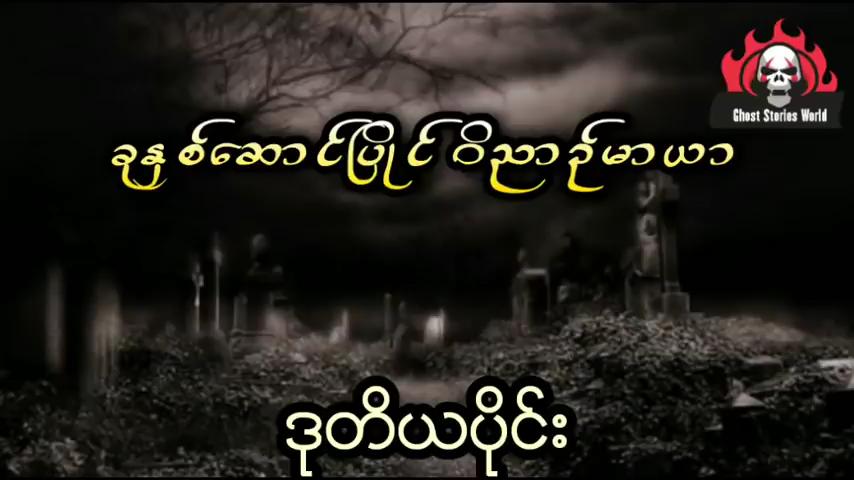 Ghost Stories World
ခုနှစ်ဆောင်ပြိုင်ဝိညာဉ်မာယာ
ဒုတိယပိုင်း